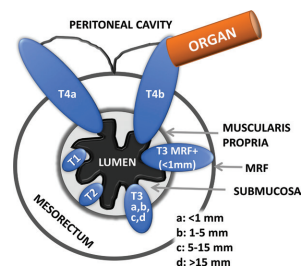 PERITONEAL CAVITY
ORGAN
T4a
T4b
MUSCULARIS
PROPRIA
T3 MRF+
(<1mm)
LUMEN
T1
MRF
T2
SUBMUCOSA
T3
a,b,
c,d
MESORECTUM
a: <1 mm
b: 1-5 mm
c: 5-15 mm
d: >15 mm